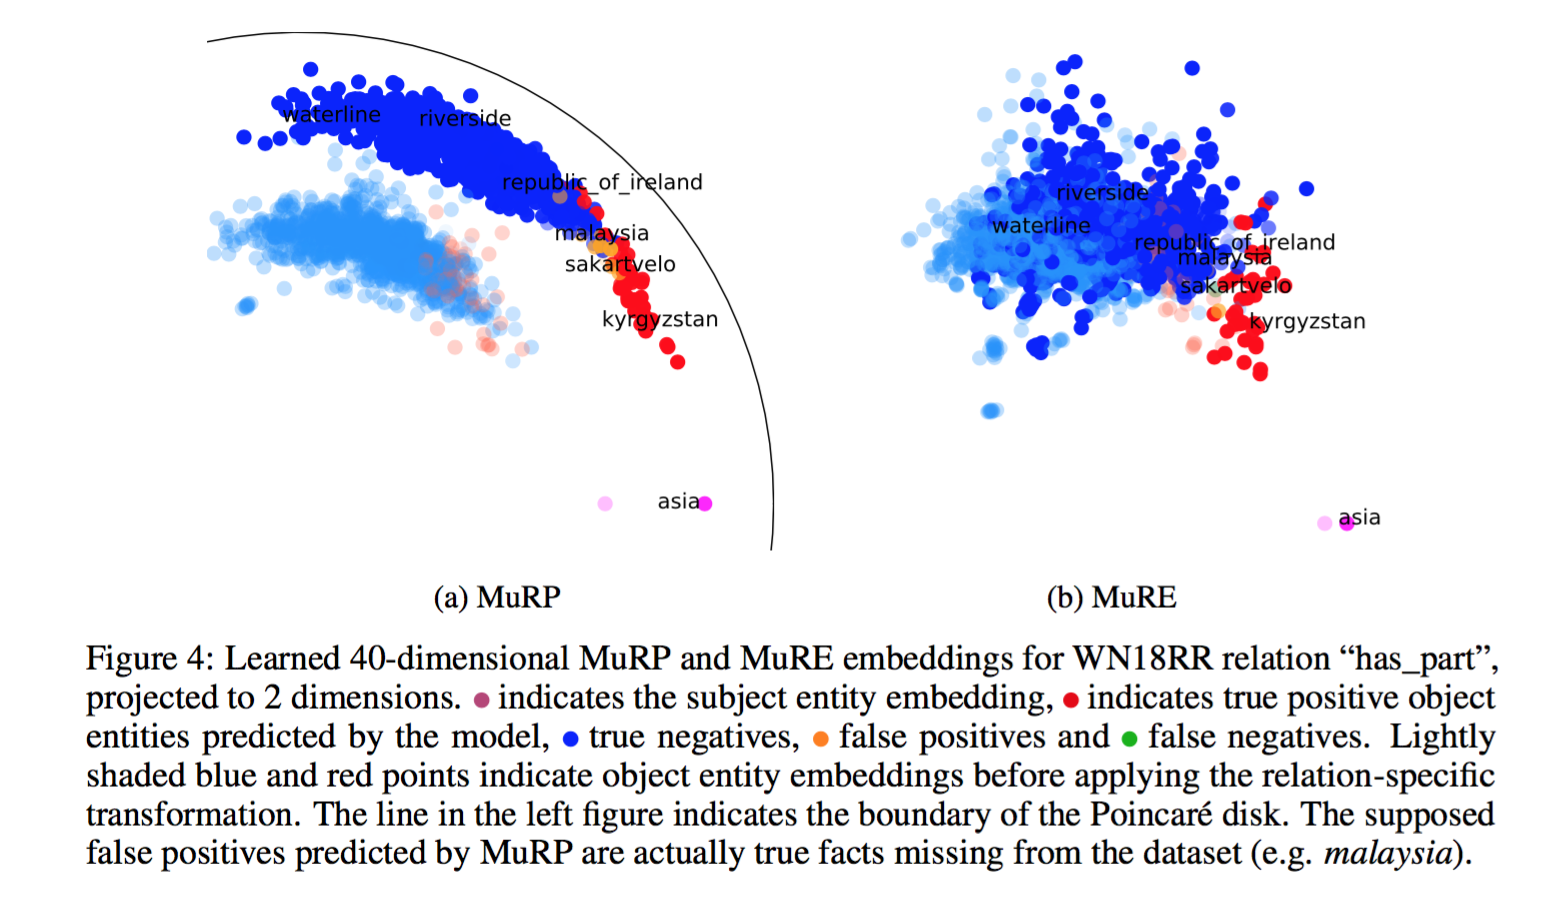 waterline
riverside
republic_of_ireland
malaysia
sakartvelo
kyrgyzstan
asia
riverside
waterline
republic_of_ireland
malaysia
sakartvelo
kyrgyzstan
asia
(a) MuRP
(b) MuRE
Figure 4: Learned 40-dimensional MuRP and MuRE embeddings for WN18RR relation “has_part”,
projected to 2 dimensions. ● indicates the subject entity embedding, ● indicates true positive object
entities predicted by the model, ● true negatives, ● false positives and ● false negatives. Lightly
shaded blue and red points indicate object entity embeddings before applying the relation-specific
transformation. The line in the left figure indicates the boundary of the Poincaré disk. The supposed
false positives predicted by MuRP are actually true facts missing from the dataset (e.g. malaysia).